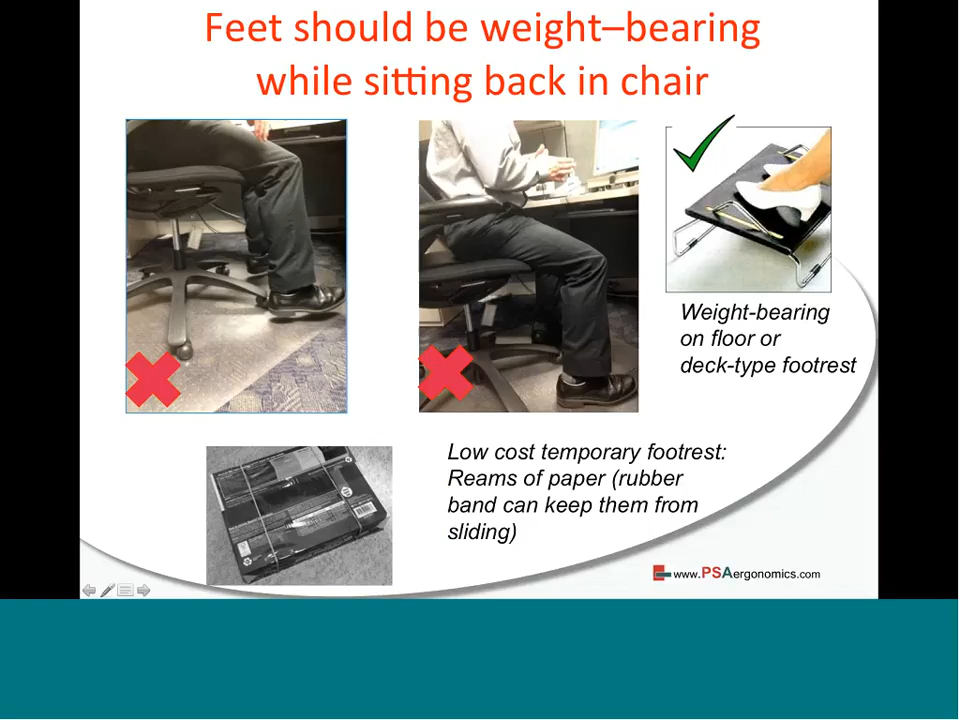 Feet should be weight–bearing
while sitting back in chair
Weight-bearing
on floor or
deck-type footrest
Low cost temporary footrest:
Reams of paper (rubber
band can keep them from
sliding)
www.PSAergonomics.com